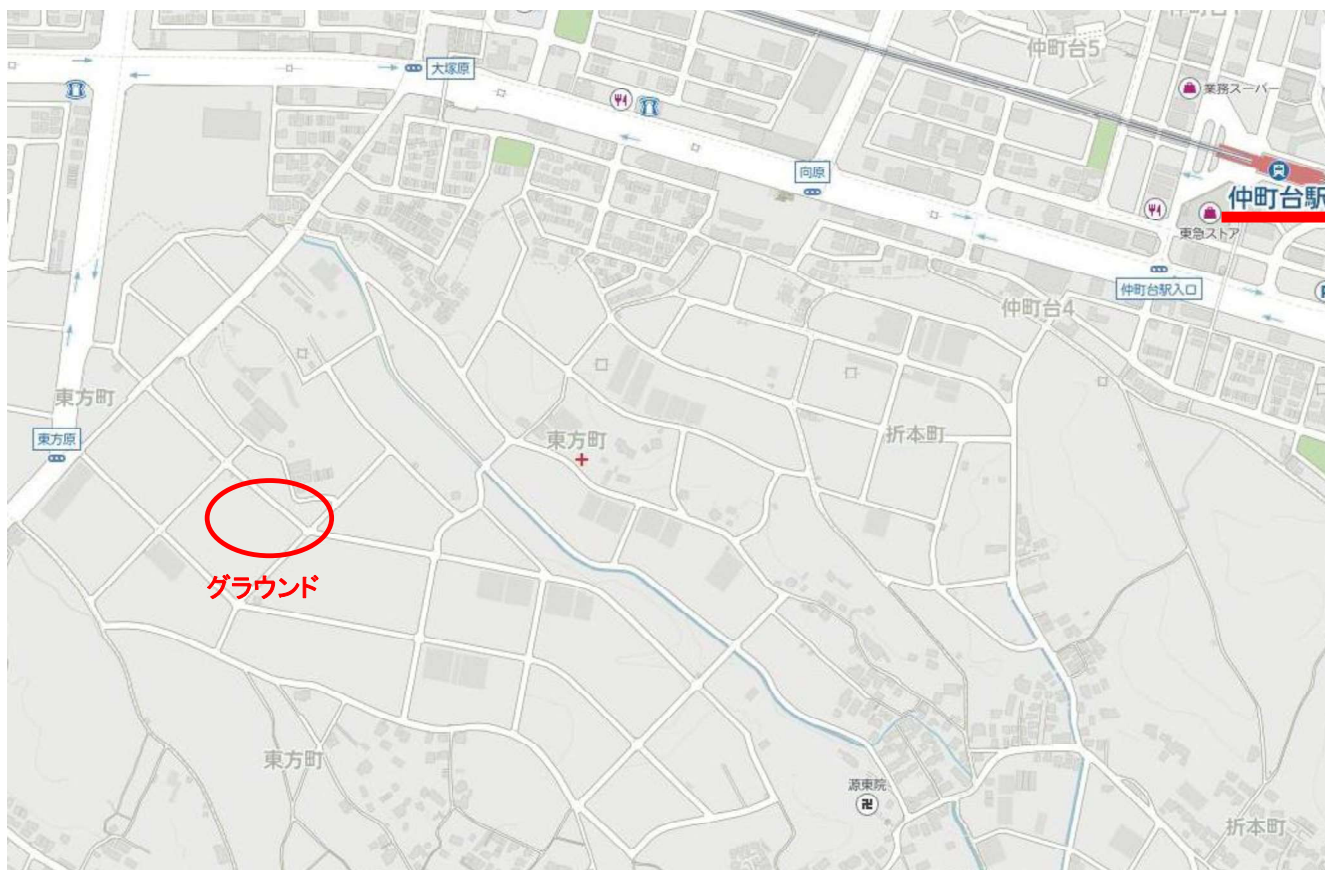 仲町台5
業務スーパー
大塚原
向原
仲町台駅
東急ストア
仲町台駅入口
仲町台4
東方町
東方原
東方町
折本町
グラウンド
東方町
源東院
折本町